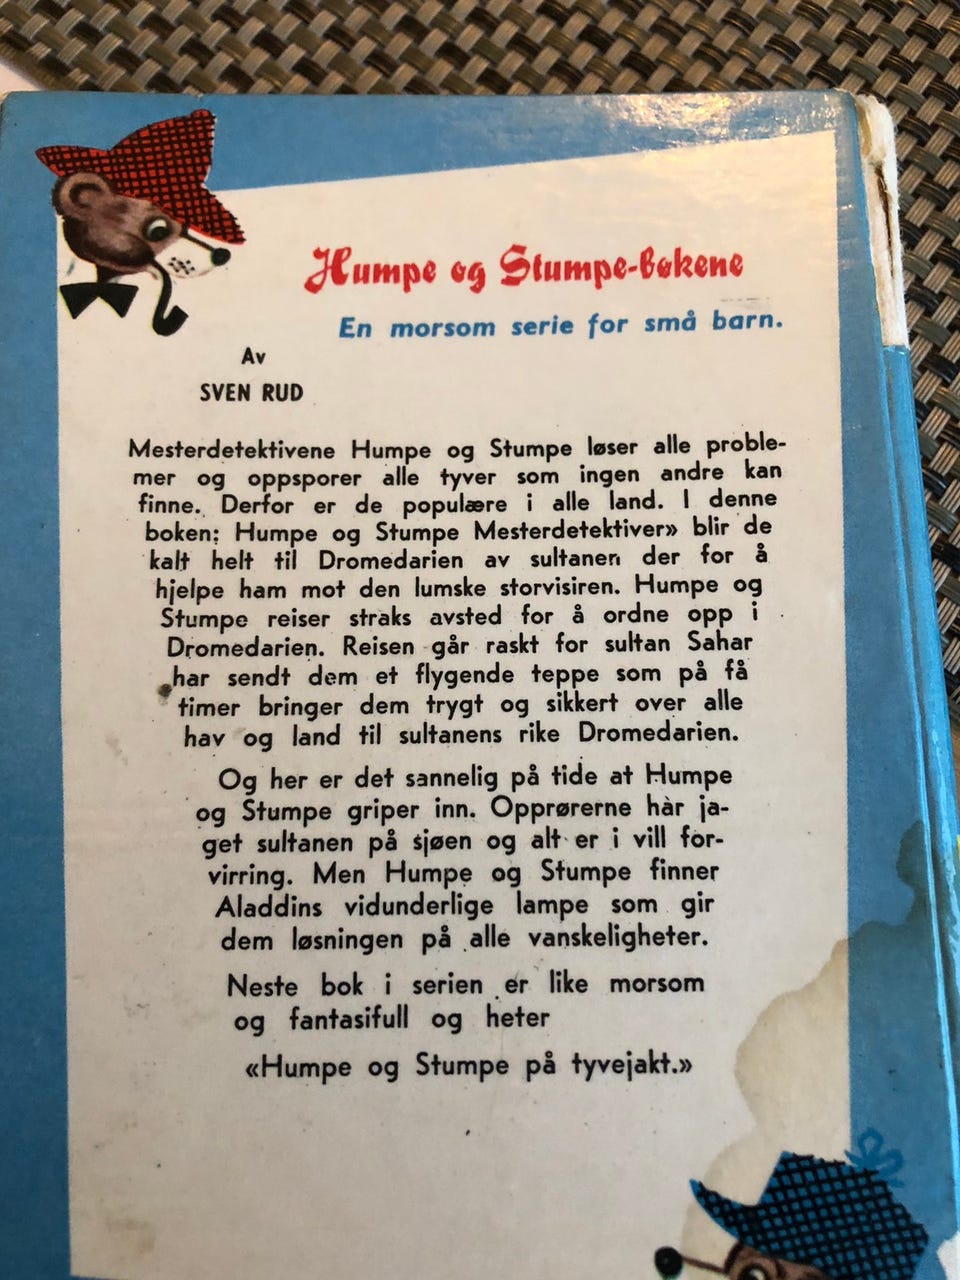 Humpe og Stumpe-bøkene
En morsom serie for små barn.
Av
SVEN RUD
Mesterdetektivene Humpe og Stumpe løser alle proble-
mer og oppsporer alle tyver som ingen andre kan
finne. Derfor er de populære i alle land. I denne
boken: Humpe og Stumpe Mesterdetektiver» blir de
kalt helt til Dromedarien av sultanen der for å
hjelpe ham mot den lumske storvisiren. Humpe og
Stumpe reiser straks avsted for å ordne opp i
Dromedarien. Reisen går raskt for sultan Sahar
har sendt dem et flygende teppe som på få
timer bringer dem trygt og sikkert over alle
hav og land til sultanens rike Dromedarien.
Og her er det sannelig på tide at Humpe
og Stumpe griper inn. Opprørerne har ja-
get sultanen på sjøen og alt er i vill for-
virring. Men Humpe og Stumpe finner
Aladdins vidunderlige lampe som gir
dem løsningen på alle vanskeligheter.
Neste bok i serien er like morsom
og fantasifull og heter
«Humpe og Stumpe på tyvejakt.»